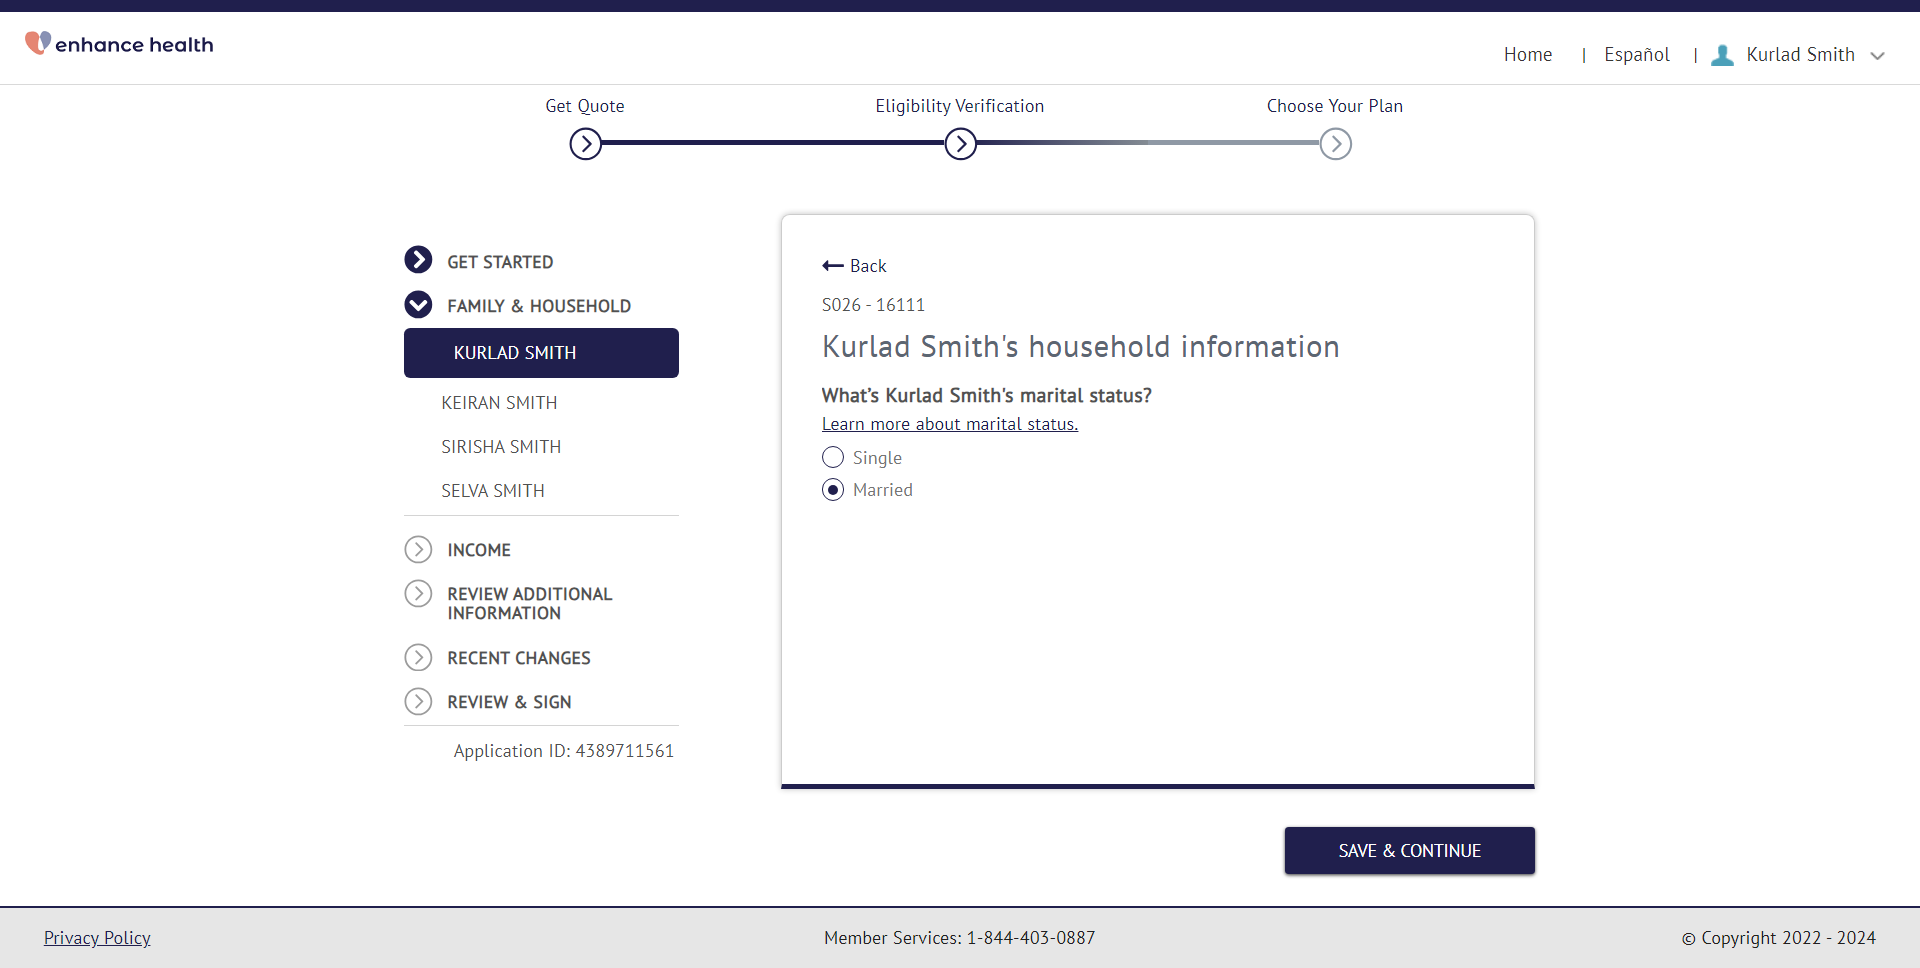 enhance health
Home | Español | Kurlad Smith
Get Quote
Eligibility Verification
Choose Your Plan
GET STARTED
FAMILY & HOUSEHOLD
KURLAD SMITH
KEIRAN SMITH
SIRISHA SMITH
SELVA SMITH
INCOME
REVIEW ADDITIONAL
INFORMATION
RECENT CHANGES
REVIEW & SIGN
Application ID: 4389711561
Back
S026 - 16111
Kurlad Smith's household information
What’s Kurlad Smith's marital status?
Learn more about marital status.
Single
Married
SAVE & CONTINUE
Privacy Policy
Member Services: 1-844-403-0887
© Copyright 2022 - 2024